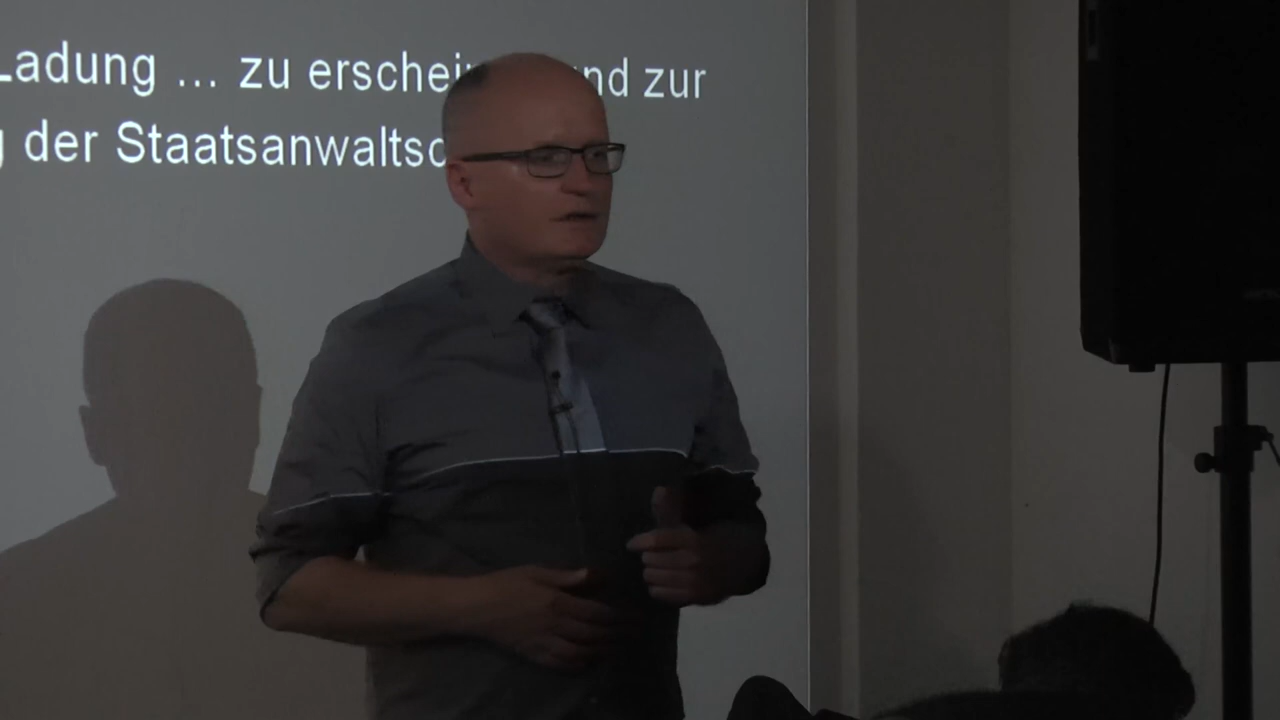 Ladung ... zu erschei nd zur
der Staatsanwaltsc